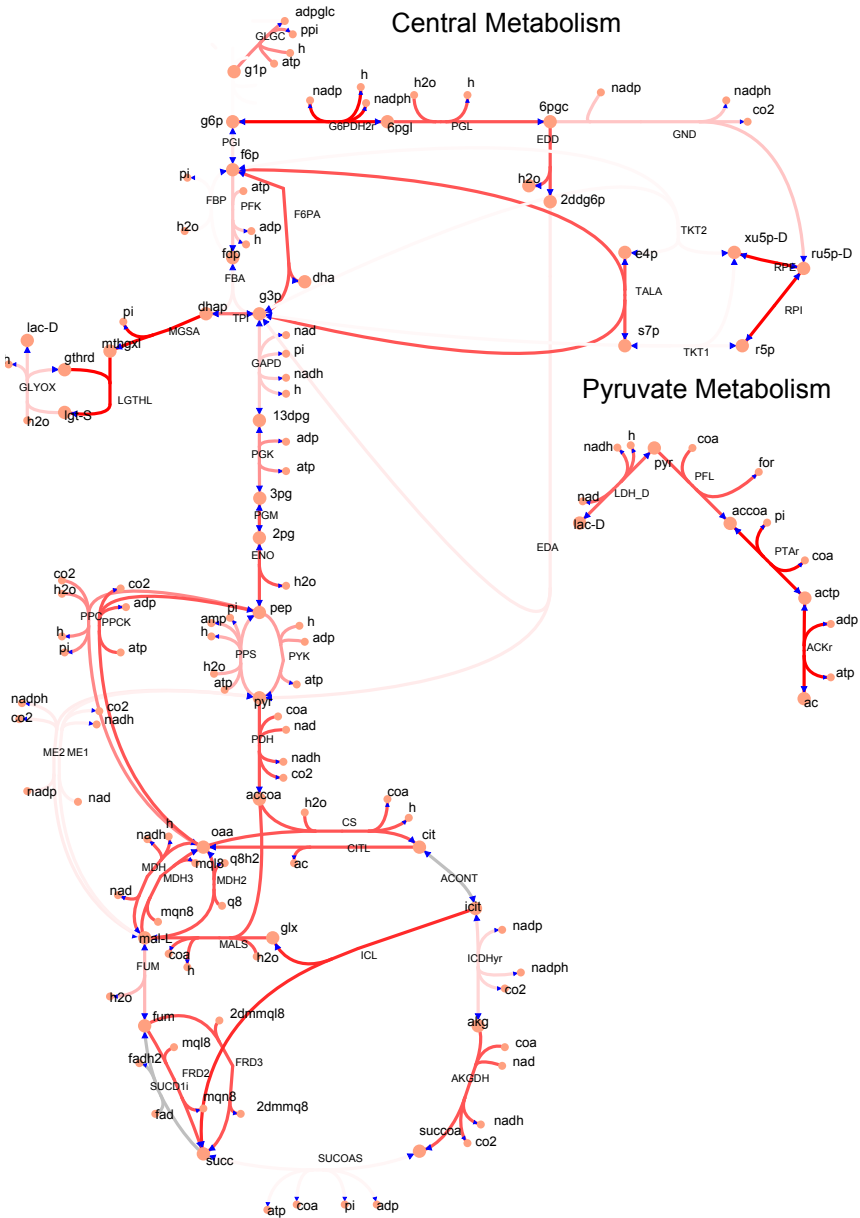 adpglc
Central Metabolism
ppi
GLGC
h
g1p
atp
nadp
h
nadph
h2o
h
6pgc
nadp
nadph
co2
g6p
G6PDH2r
6pgl
PGL
EDD
GND
PGI
f6p
pi
atp
h2o
2ddg6p
FBP
PFK
F6PA
TKT2
h2o
adp
h
fdp
e4p
xu5p-D
ru5p-D
RPE
FBA
dha
TALA
g3p
RPI
dhap
TPI
pi
lac-D
MGSA
nad
s7p
TKT1
r5p
mthgxl
gthrd
pi
GAPD
nadh
Pyruvate Metabolism
GLYOX
LGTHL
h
h2o
lgt-S
13dpg
adp
PGK
atp
h
coa
nadh
pyr
for
PFL
3pg
nad
LDH_D
PGM
lac-D
accoa
pi
2pg
ENO
EDA
PTAr
coa
co2
h2o
co2
h2o
actp
PPC
PPCK
adp
pi
pep
amp
h
h
adp
h
pi
atp
PPS
PYK
ACKr
h2o
atp
atp
atp
pyr
ac
nadph
co2
co2
nadh
coa
nad
PDH
ME2
ME1
nadh
co2
nadp
nad
accoa
h2o
coa
h
h
CS
oaa
cit
nadh
mql8
q8h2
ac
CITL
MDH
MDH3
MDH2
ACONT
nad
q8
mqn8
icit
mal-L
glx
nadp
coa
h
MALS
h2o
ICL
FUM
ICDHyr
nadph
co2
h2o
fum
2dmmql8
akg
mql8
coa
fadh2
FRD2
FRD3
nad
SUCD1i
AKGDH
mqn8
fad
2dmmq8
nadh
succoa
co2
succ
SUCOAS
atp
coa
pi
adp